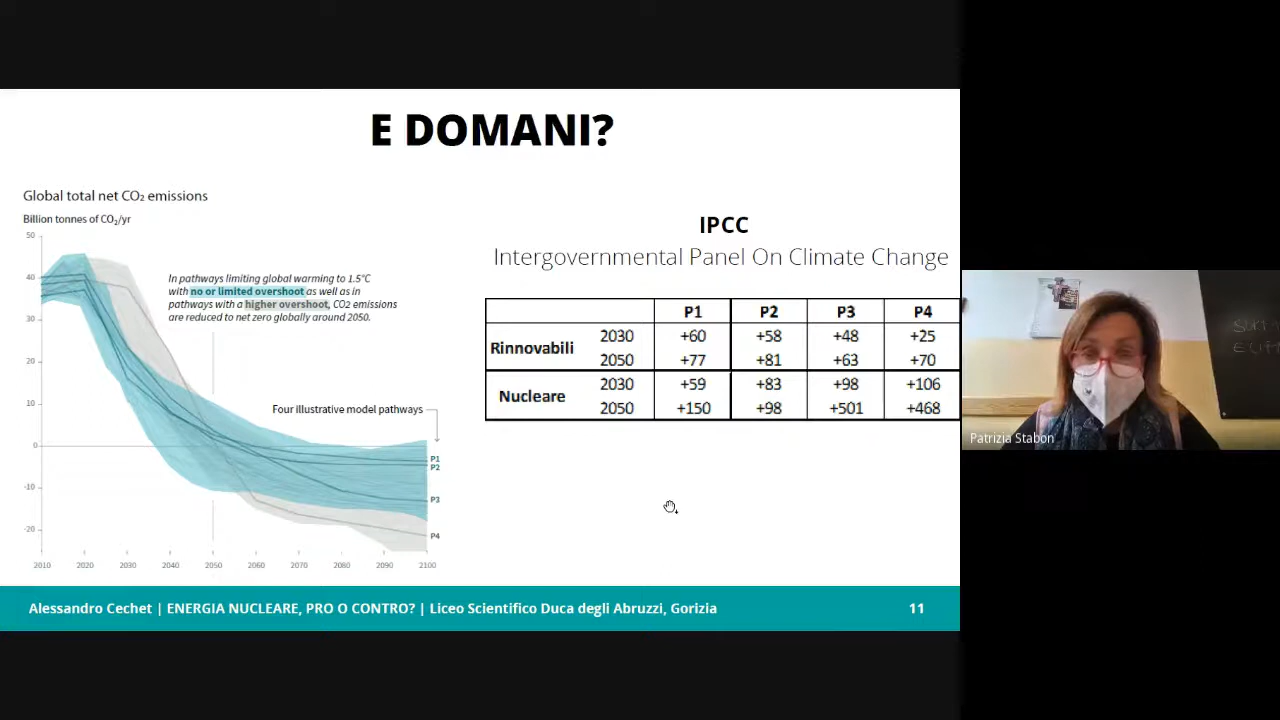 E DOMANI?
Global total net CO₂ emissions
Billion tonnes of CO₂/yr
50
40
30
20
10
0
-10
-20
2010 2020 2030 2040 2050 2060 2070 2080 2090 2100
In pathways limiting global warming to 1.5°C
with no or limited overshoot as well as in
pathways with a higher overshoot, CO2 emissions
are reduced to net zero globally around 2050.
Four illustrative model pathways
P1
P2
P3
P4
IPCC
Intergovernmental Panel On Climate Change
P1 P2 P3 P4
Rinnovabili
2030 +60 +58 +48 +25
2050 +77 +81 +63 +70
Nucleare
2030 +59 +83 +98 +106
2050 +150 +98 +501 +468
Patrizia Stabon
Alessandro Cechet | ENERGIA NUCLEARE, PRO O CONTRO? | Liceo Scientifico Duca degli Abruzzi, Gorizia 11